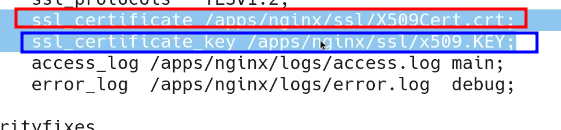 ssl_protocols TLSv1.2;
ssl_certificate /apps/nginx/ssl/X509Cert.crt;
ssl_certificate_key /apps/nginx/ssl/x509.KEY;
access_log /apps/nginx/logs/access.log main;
error_log /apps/nginx/logs/error.log debug;
rityfixes